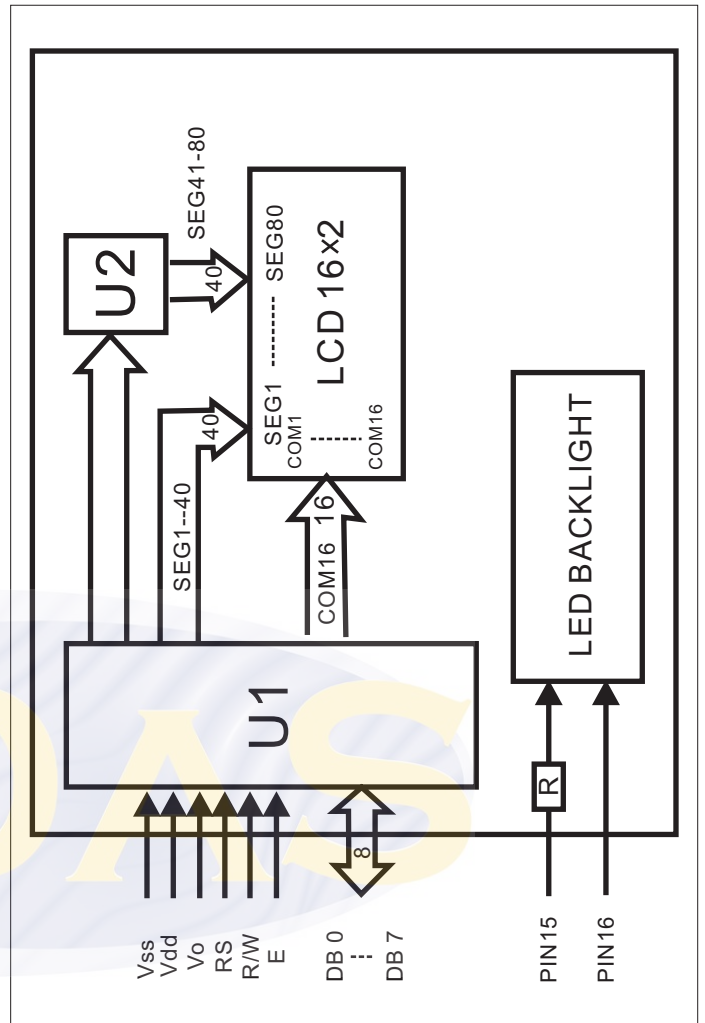 Vss
Vdd
Vo
RS
R/W
E
DB 0
DB 7
8
PIN15
PIN16
R
U1
SEG1--40
40
COM16
16
U2
SEG41-80
40
SEG1 ---------- SEG80
COM1
COM16
LCD 16×2
LED BACKLIGHT
DAS